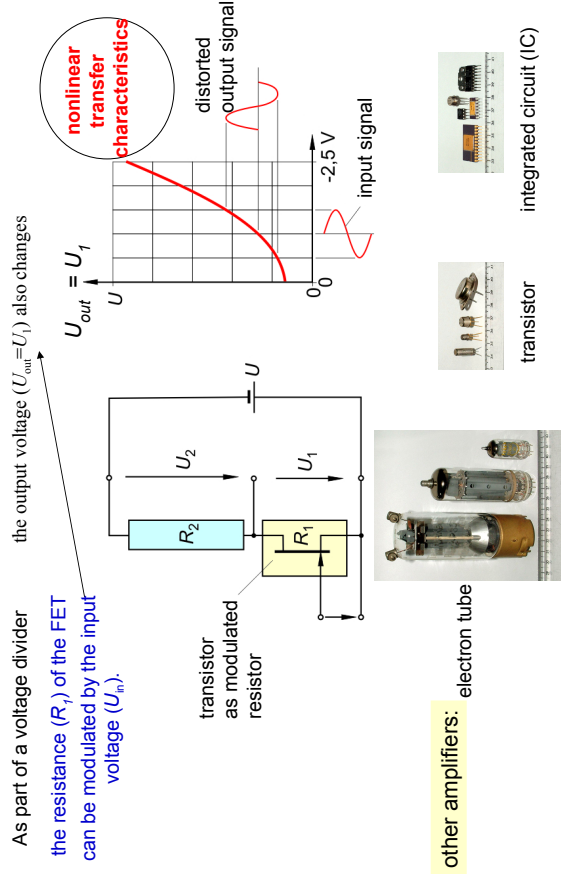 As part of a voltage divider
the output voltage (Uout=U1) also changes
the resistance (R1) of the FET
can be modulated by the input
voltage (Uin).
transistor
as modulated
resistor
R2
R1
U2
U1
U
Uout = U1
U
0
0
-2,5 V
nonlinear
transfer
characteristics
distorted
output signal
input signal
other amplifiers:
electron tube
transistor
integrated circuit (IC)